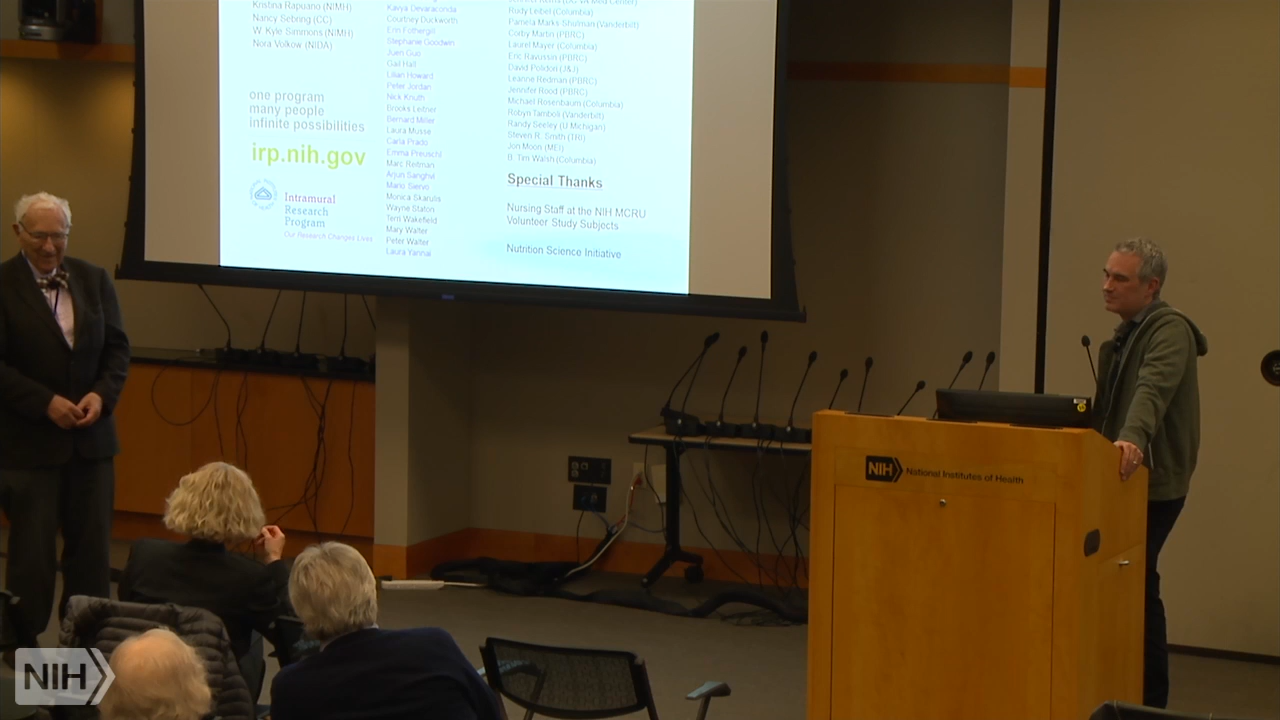 Kristina Rapuano (NIMH)
Nancy Sebring (CC)
W. Kyle Simmons (NIMH)
Nora Volkow (NIDA)
one program
many people
infinite possibilities
irp.nih.gov
Intramural
Research
Program
Our Research Changes Lives
Kavya Devaraconda
Courtney Duckworth
Erin Fothergill
Stephanie Goodwin
Juen Guo
Gail Hall
Lilian Howard
Peter Jordan
Nick Knuth
Brooks Leitner
Bernard Miller
Laura Musse
Carla Prado
Emma Preuschl
Marc Reitman
Arjun Sanghvi
Mario Siervo
Monica Skarulis
Wayne Staton
Terri Wakefield
Mary Walter
Peter Walter
Laura Yannai
Rudy Leibel (Columbia)
Pamela Marks-Shulman (Vanderbilt)
Corby Martin (PBRC)
Laurel Mayer (Columbia)
Eric Ravussin (PBRC)
David Polidori (J&J)
Leanne Redman (PBRC)
Jennifer Rood (PBRC)
Michael Rosenbaum (Columbia)
Robyn Tamboli (Vanderbilt)
Randy Seeley (U Michigan)
Steven R. Smith (TRI)
Jon Moon (MEI)
B. Tim Walsh (Columbia)
Special Thanks
Nursing Staff at the NIH MCRU
Volunteer Study Subjects
Nutrition Science Initiative
NIH National Institutes of Health
NIH